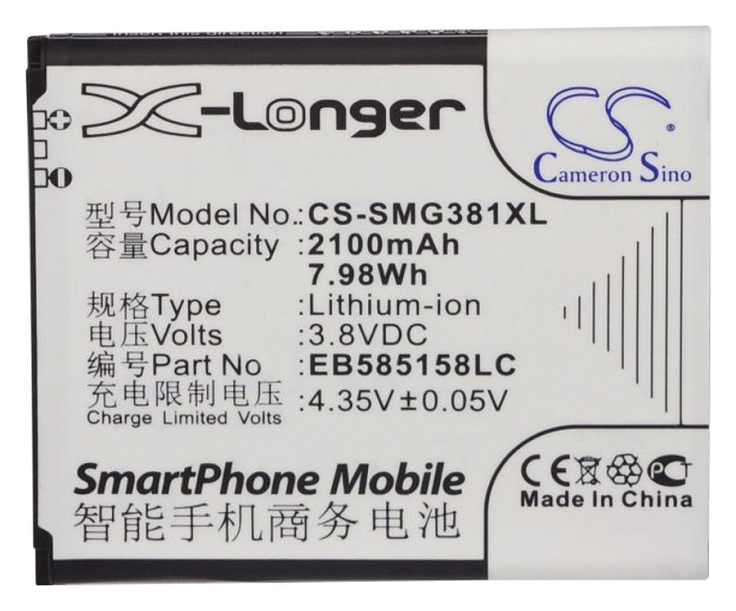 X-Longer
CS®
Cameron Sino
型号Model No.:CS-SMG381XL
容量Capacity :2100mAh
7.98Wh
规格Type :Lithium-ion
电压Volts :3.8VDC
编号Part No :EB585158LC
充电限制电压
Charge Limited Volts :4.35V±0.05V
SmartPhone Mobile
智能手机商务电池
CE PCT
Made In China